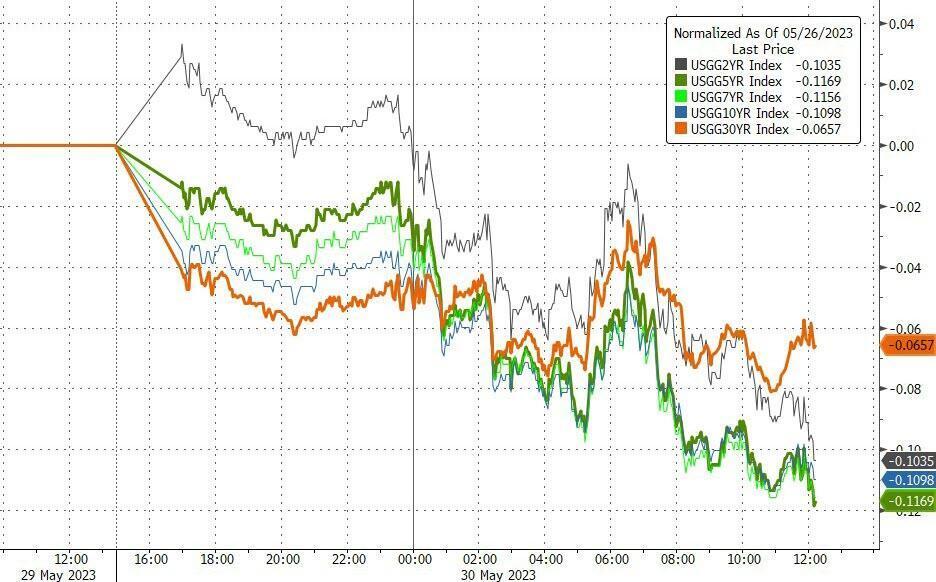 Normalized As Of 05/26/2023
Last Price
USGG2YR Index -0.1035
USGG5YR Index -0.1169
USGG7YR Index -0.1156
USGG10YR Index -0.1098
USGG30YR Index -0.0657
0.04
0.02
0.00
-0.02
-0.04
-0.06
-0.0657
-0.08
-0.10
-0.1035
-0.1098
-0.1169
-0.12
12:00 16:00 18:00 20:00 22:00 00:00 02:00 04:00 06:00 08:00 10:00 12:00
29 May 2023 30 May 2023